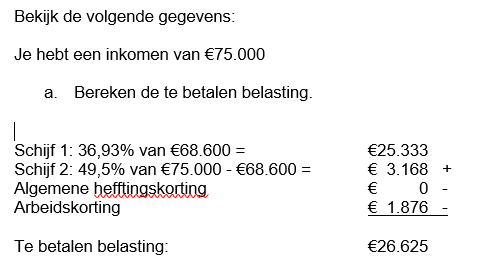 Bekijk de volgende gegevens:
Je hebt een inkomen van €75.000
a. Bereken de te betalen belasting.
Schijf 1: 36,93% van €68.600 = €25.333
Schijf 2: 49,5% van €75.000 - €68.600 = € 3.168 +
Algemene hefftingskorting € 0 -
Arbeidskorting € 1.876 -
Te betalen belasting: €26.625